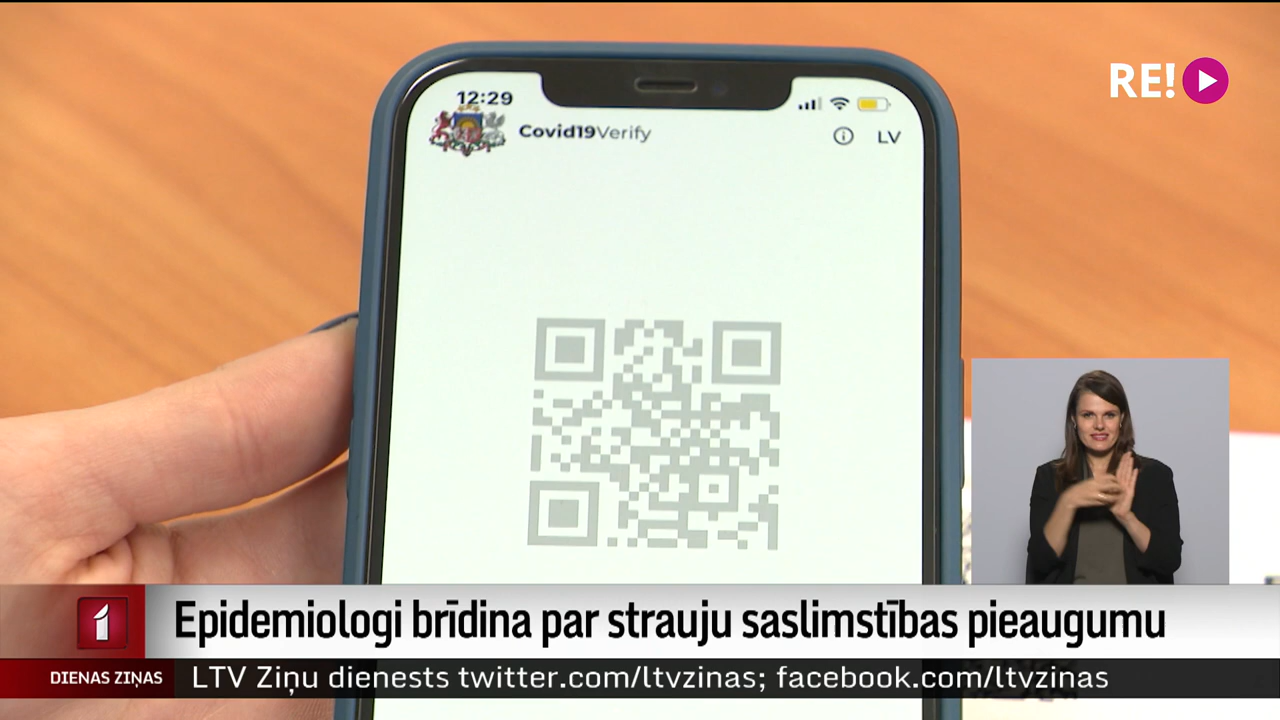 RE!
12:29
Covid19Verify
LV
Epidemiologi brīdina par strauju saslimstības pieaugumu
1
DIENAS ZIŅAS
LTV Ziņu dienests twitter.com/ltvzinas; facebook.com/ltvzinas